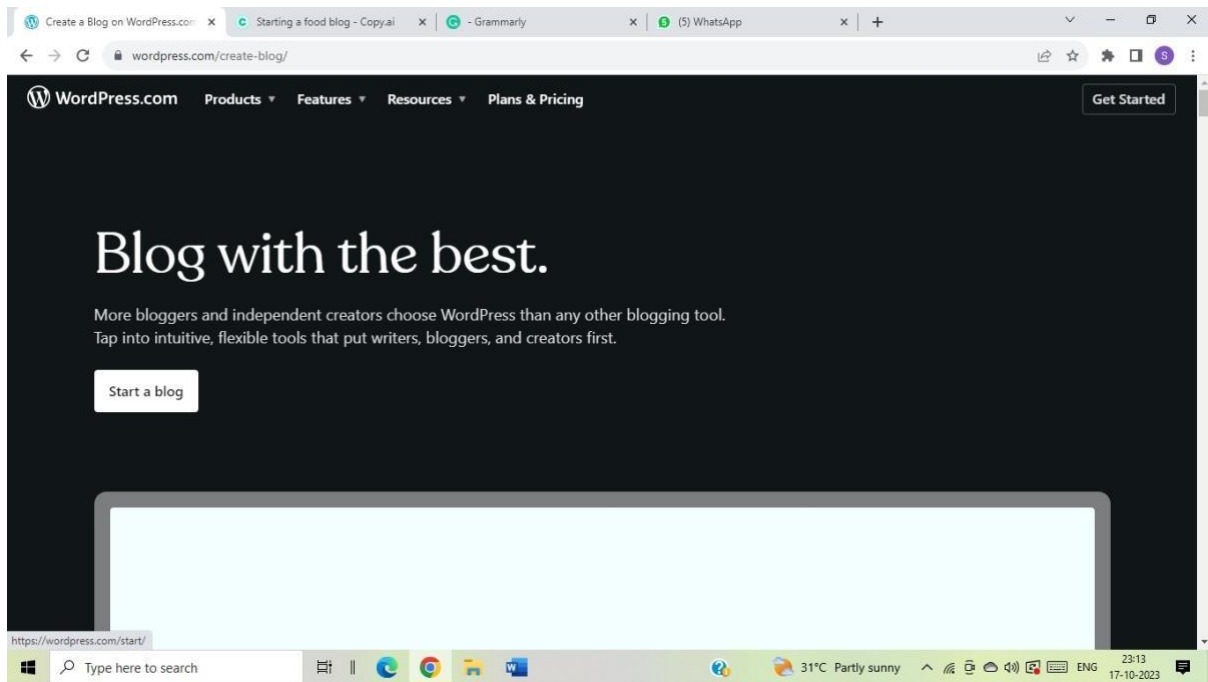 Create a Blog on WordPress.com
Starting a food blog - Copy.ai
- Grammarly
(5) WhatsApp
wordpress.com/create-blog/
S
WordPress.com Products Features Resources Plans & Pricing Get Started
Blog with the best.
More bloggers and independent creators choose WordPress than any other blogging tool.
Tap into intuitive, flexible tools that put writers, bloggers, and creators first.
Start a blog
https://wordpress.com/start/
Type here to search
31°C Partly sunny
ENG
23:13
17-10-2023